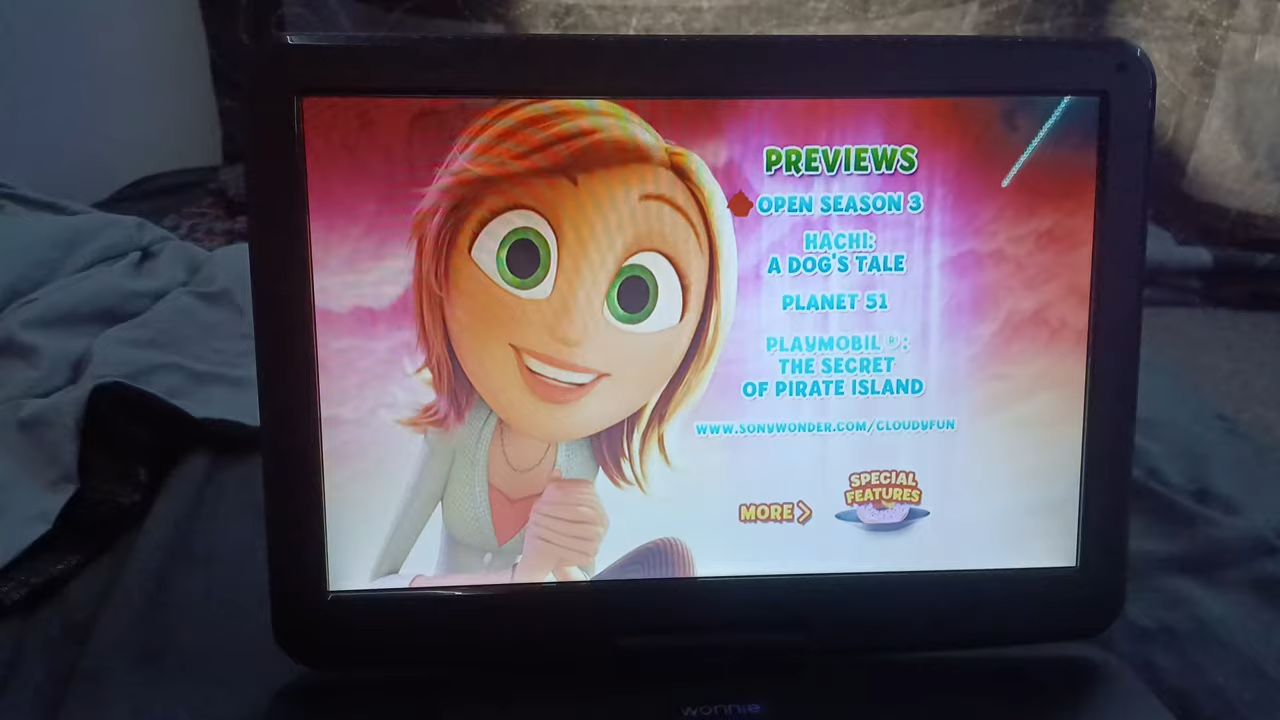 PREVIEWS
OPEN SEASON 3
HACHI:
A DOG'S TALE
PLANET 51
PLAYMOBIL ®:
THE SECRET
OF PIRATE ISLAND
WWW.SONYWONDER.COM/CLOUDYFUN
SPECIAL
FEATURES
MORE>
wonnie